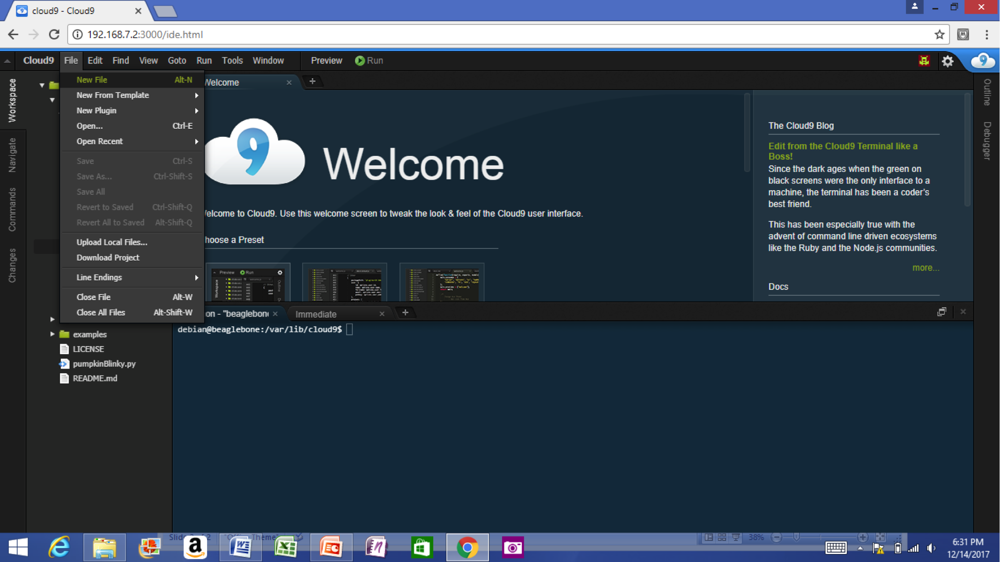 cloud9 - Cloud9
192.168.7.2:3000/ide.html
Cloud9 File Edit Find View Goto Run Tools Window Preview Run
9
Workspace
Navigate
Commands
Changes
New File Alt-N
New From Template
New Plugin
Open... Ctrl-E
Open Recent
Save Ctrl-S
Save As... Ctrl-Shift-S
Save All
Revert to Saved Ctrl-Shift-Q
Revert All to Saved Alt-Shift-Q
Upload Local Files...
Download Project
Line Endings
Close File Alt-W
Close All Files Alt-Shift-W
examples
LICENSE
pumpkinBlinky.py
README.md
Welcome
9
Welcome
elcome to Cloud9. Use this welcome screen to tweak the look & feel of the Cloud9 user interface.
hoose a Preset
Preview Run
Workspace
The Cloud9 Blog
Edit from the Cloud9 Terminal like a
Boss!
Since the dark ages when the green on
black screens were the only interface to a
machine, the terminal has been a coder's
best friend.
This has been especially true with the
advent of command line driven ecosystems
like the Ruby and the Node.js communities.
more...
Docs
Outline
Debugger
on - "beaglebone
Immediate
debian@beaglebone:/var/lib/cloud9$
38%
6:31 PM
12/14/2017